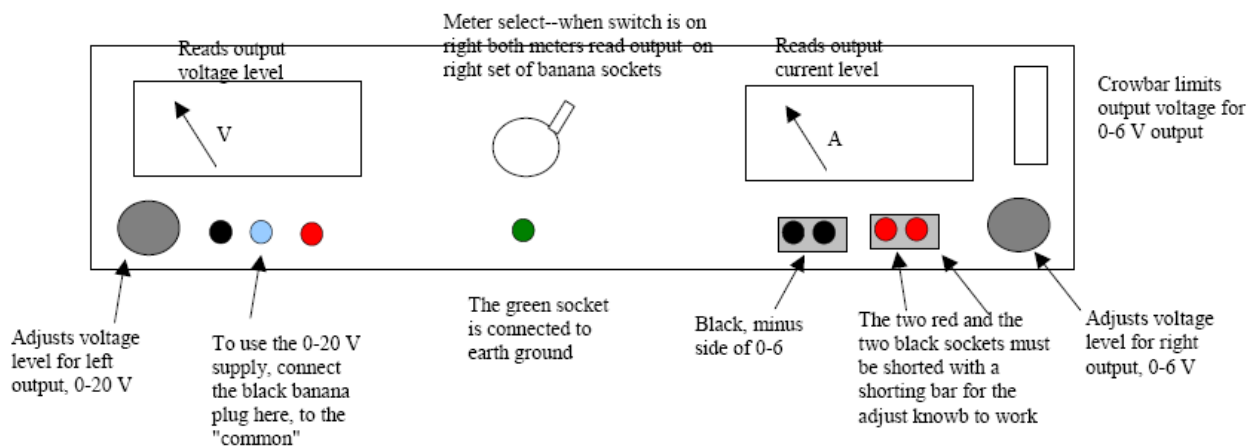 Meter select--when switch is on
right both meters read output on
right set of banana sockets
Reads output
voltage level
Reads output
current level
Crowbar limits
output voltage for
0-6 V output
V
A
Adjusts voltage
level for left
output, 0-20 V
To use the 0-20 V
supply, connect
the black banana
plug here, to the
"common"
The green socket
is connected to
earth ground
Black, minus
side of 0-6
The two red and the
two black sockets must
be shorted with a
shorting bar for the
adjust knowb to work
Adjusts voltage
level for right
output, 0-6 V